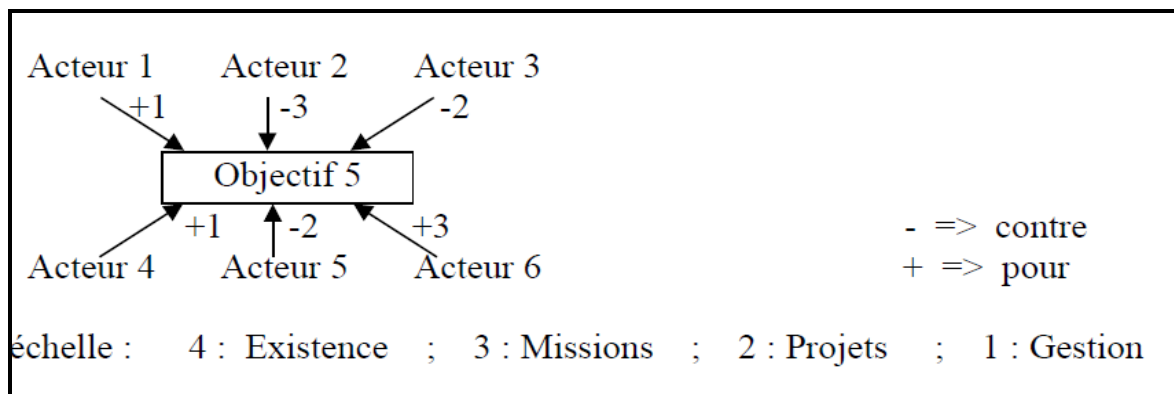 Acteur 1 Acteur 2 Acteur 3
+1 -3 -2
Objectif 5
+1 -2 +3
- => contre
Acteur 4 Acteur 5 Acteur 6
+ => pour
échelle : 4 : Existence ; 3 : Missions ; 2 : Projets ; 1 : Gestion